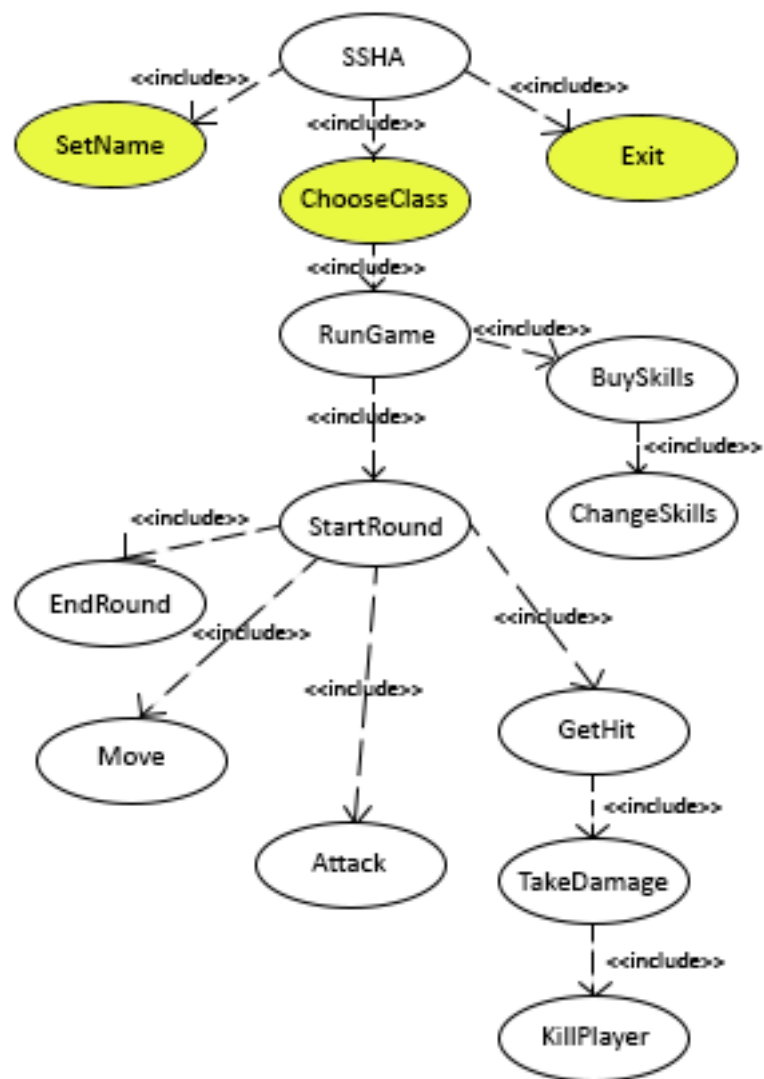 SSHA
<<include>>
<<include>>
<<include>>
SetName
Exit
ChooseClass
<<include>>
RunGame
<<include>>
BuySkills
<<include>>
<<include>>
ChangeSkills
StartRound
<<include>>
EndRound
<<include>>
<<include>>
<<include>>
Move
GetHit
<<include>>
Attack
TakeDamage
<<include>>
KillPlayer